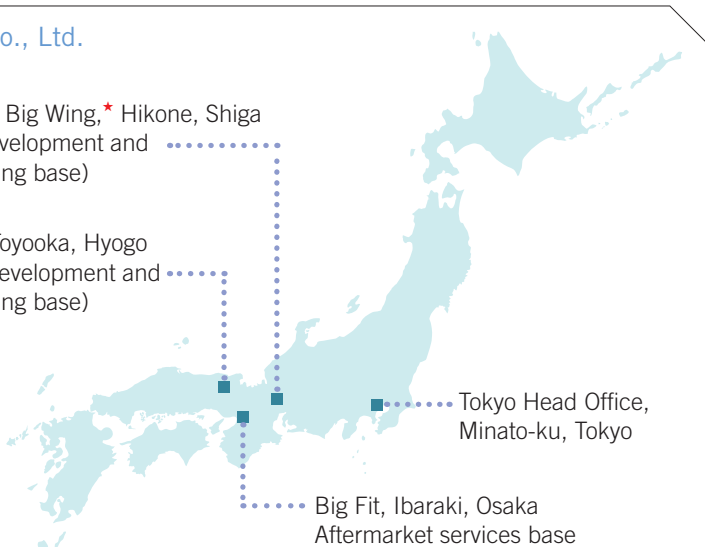 o., Ltd.
Big Wing,★ Hikone, Shiga
velopment and
ng base)
oyooka, Hyogo
evelopment and
ng base)
Tokyo Head Office,
Minato-ku, Tokyo
Big Fit, Ibaraki, Osaka
Aftermarket services base